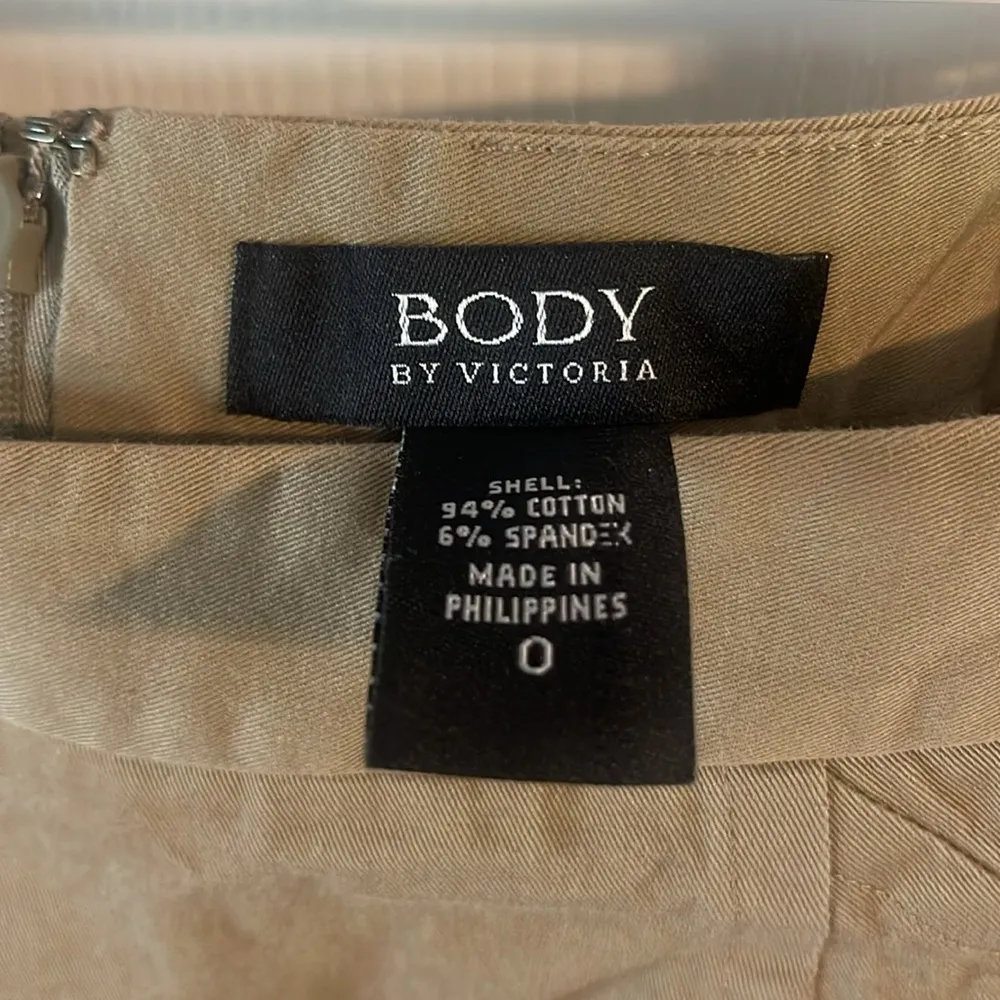 BODY
BY VICTORIA
SHELL:
94% COTTON
6% SPANDEX
MADE IN
PHILIPPINES
0